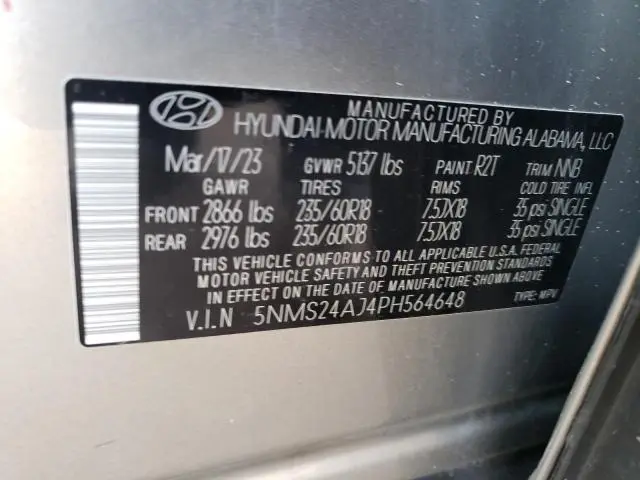 MANUFACTURED BY
HYUNDAI MOTOR MANUFACTURING ALABAMA, LLC
Mar/17/23 GVWR 5137 lbs PAINT R2T TRIM NNB
GAWR TIRES RIMS COLD TIRE INFL
FRONT 2866 lbs 235/60R18 7.5JX18 35 psi SINGLE
REAR 2976 lbs 235/60R18 7.5JX18 35 psi SINGLE
THIS VEHICLE CONFORMS TO ALL APPLICABLE U.S.A. FEDERAL
MOTOR VEHICLE SAFETY AND THEFT PREVENTION STANDARDS
IN EFFECT ON THE DATE OF MANUFACTURE SHOWN ABOVE.
V.I.N 5NMS24AJ4PH564648 TYPE: MPV